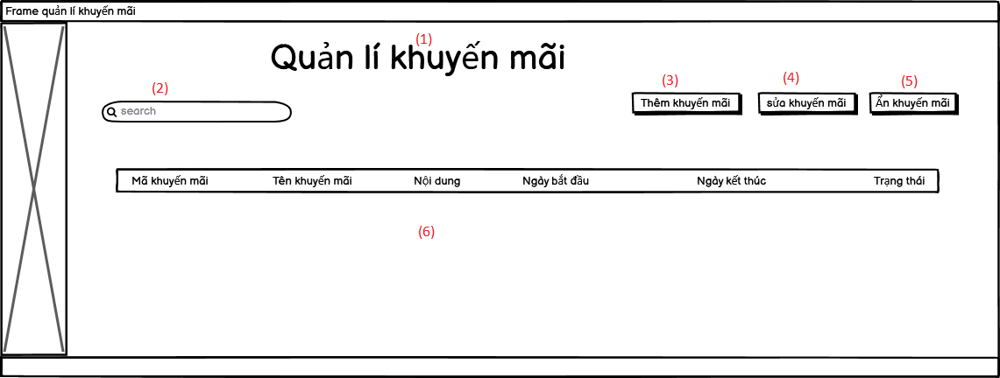 Frame quản lí khuyến mãi
(1)
Quản lí khuyến mãi
(2) (3) (4) (5)
search Thêm khuyến mãi sửa khuyến mãi Ẩn khuyến mãi
Mã khuyến mãi Tên khuyến mãi Nội dung Ngày bắt đầu Ngày kết thúc Trạng thái
(6)